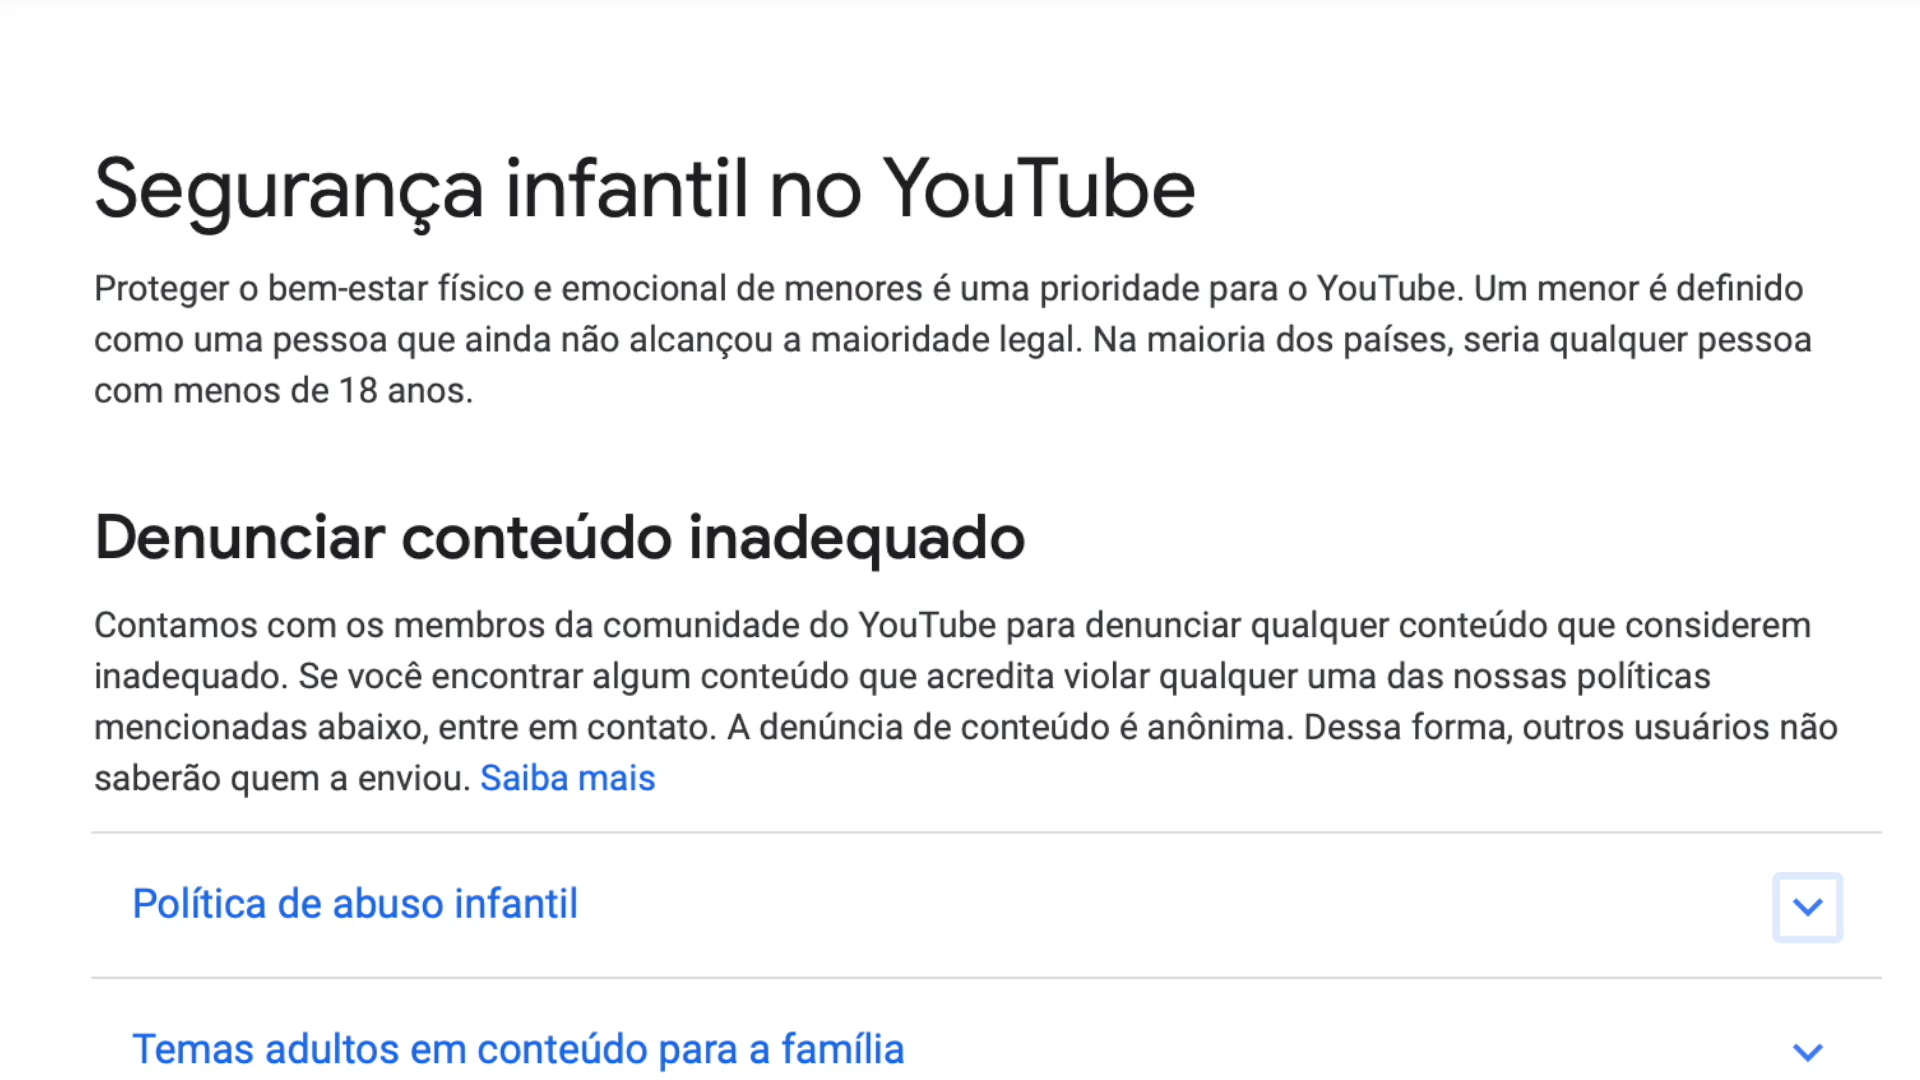 Segurança infantil no YouTube
Proteger o bem-estar físico e emocional de menores é uma prioridade para o YouTube. Um menor é definido
como uma pessoa que ainda não alcançou a maioridade legal. Na maioria dos países, seria qualquer pessoa
com menos de 18 anos.
Denunciar conteúdo inadequado
Contamos com os membros da comunidade do YouTube para denunciar qualquer conteúdo que considerem
inadequado. Se você encontrar algum conteúdo que acredita violar qualquer uma das nossas políticas
mencionadas abaixo, entre em contato. A denúncia de conteúdo é anônima. Dessa forma, outros usuários não
saberão quem a enviou. Saiba mais
Política de abuso infantil
Temas adultos em conteúdo para a família